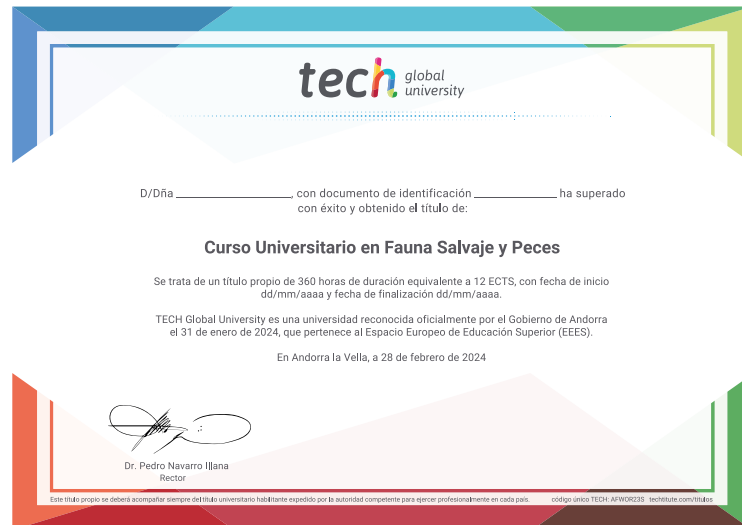 tech global university
D/Dña ____________________, con documento de identificación ______________ ha superado
con éxito y obtenido el título de:
Curso Universitario en Fauna Salvaje y Peces
Se trata de un título propio de 360 horas de duración equivalente a 12 ECTS, con fecha de inicio
dd/mm/aaaa y fecha de finalización dd/mm/aaaa.
TECH Global University es una universidad reconocida oficialmente por el Gobierno de Andorra
el 31 de enero de 2024, que pertenece al Espacio Europeo de Educación Superior (EEES).
En Andorra la Vella, a 28 de febrero de 2024
Dr. Pedro Navarro Illana
Rector
Este título propio se deberá acompañar siempre del título universitario habilitante expedido por la autoridad competente para ejercer profesionalmente en cada país. código único TECH: AFWOR23S techtitute.com/titulos